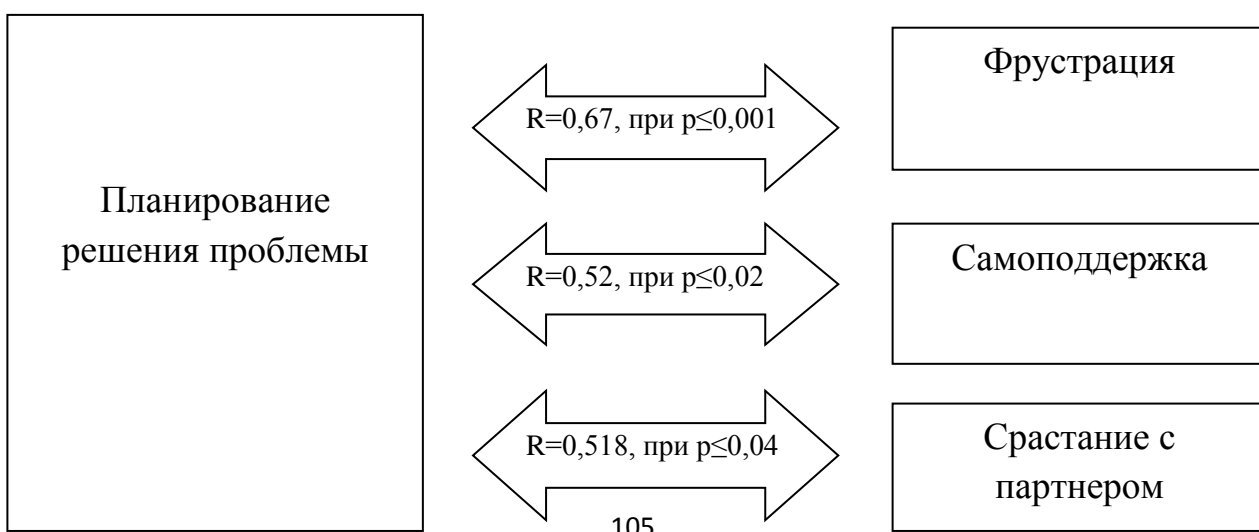 Планирование
решения проблемы
R=0,67, при p≤0,001
Фрустрация
R=0,52, при p≤0,02
Самоподдержка
R=0,518, при p≤0,04
Срастание с
партнером
105